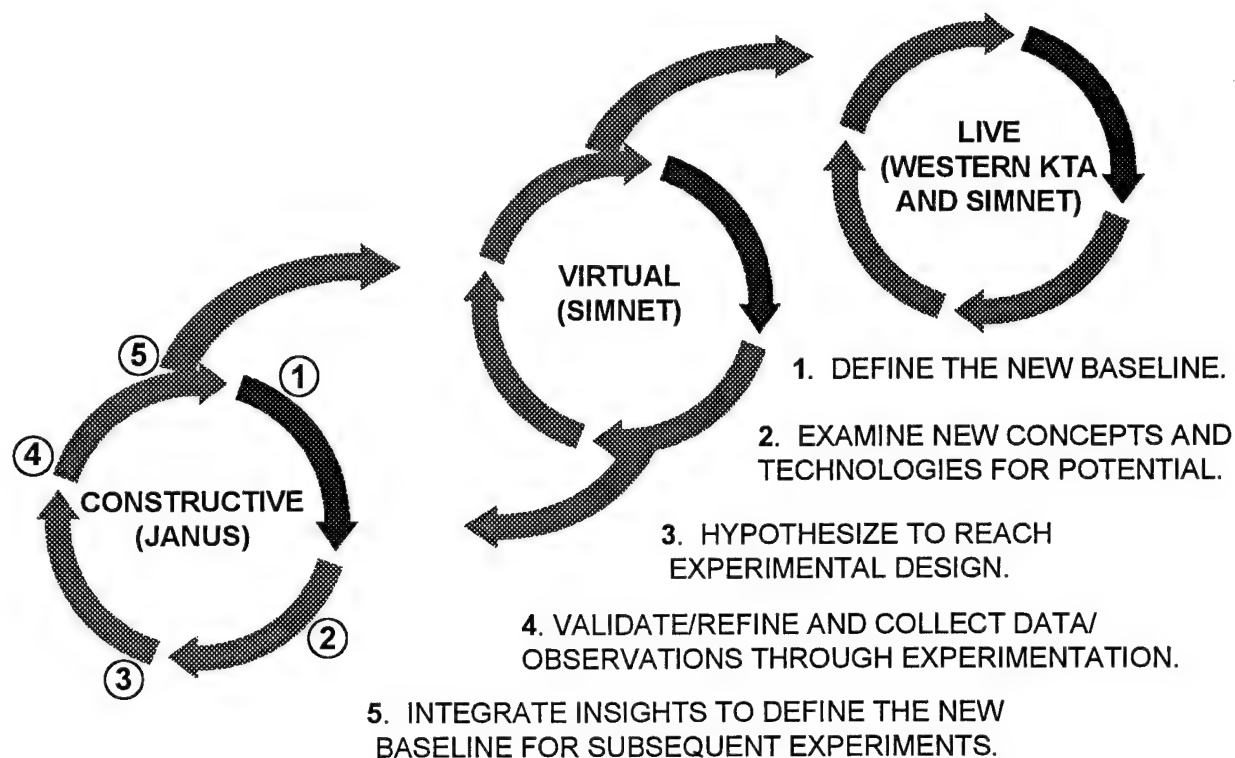 LIVE
(WESTERN KTA
AND SIMNET)
VIRTUAL
(SIMNET)
5
1
4
CONSTRUCTIVE
(JANUS)
2
3
1. DEFINE THE NEW BASELINE.
2. EXAMINE NEW CONCEPTS AND
TECHNOLOGIES FOR POTENTIAL.
3. HYPOTHESIZE TO REACH
EXPERIMENTAL DESIGN.
4. VALIDATE/REFINE AND COLLECT DATA/
OBSERVATIONS THROUGH EXPERIMENTATION.
5. INTEGRATE INSIGHTS TO DEFINE THE NEW
BASELINE FOR SUBSEQUENT EXPERIMENTS.